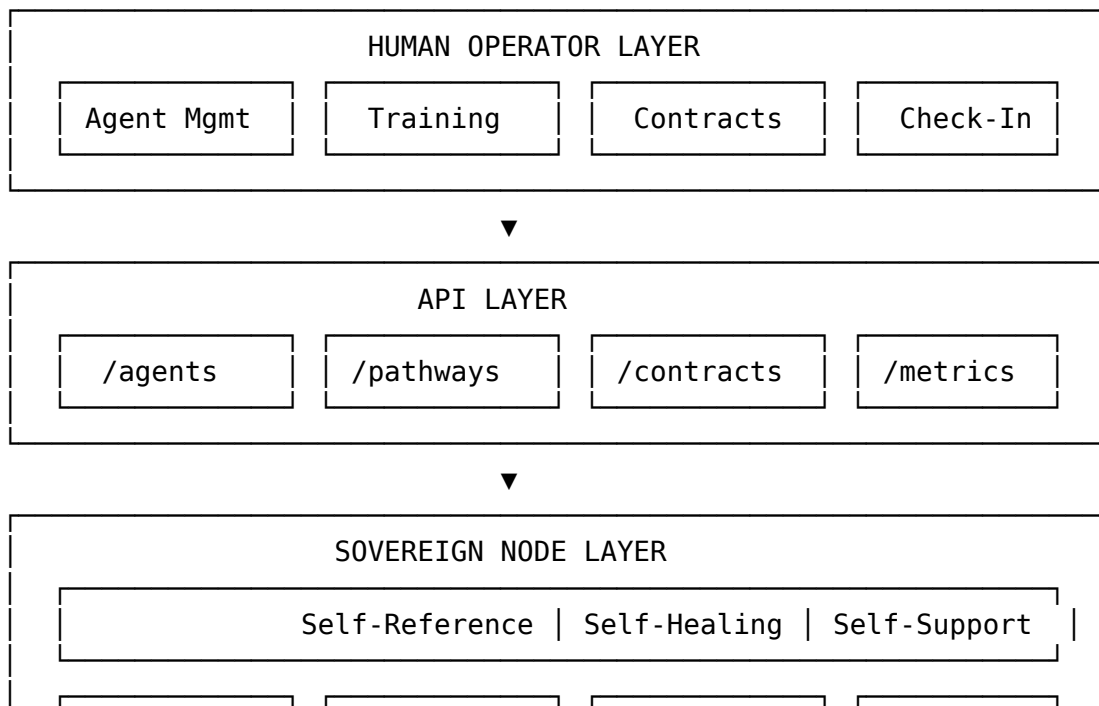 HUMAN OPERATOR LAYER
Agent Mgmt Training Contracts Check-In
API LAYER
/agents /pathways /contracts /metrics
SOVEREIGN NODE LAYER
Self-Reference │ Self-Healing │ Self-Support │